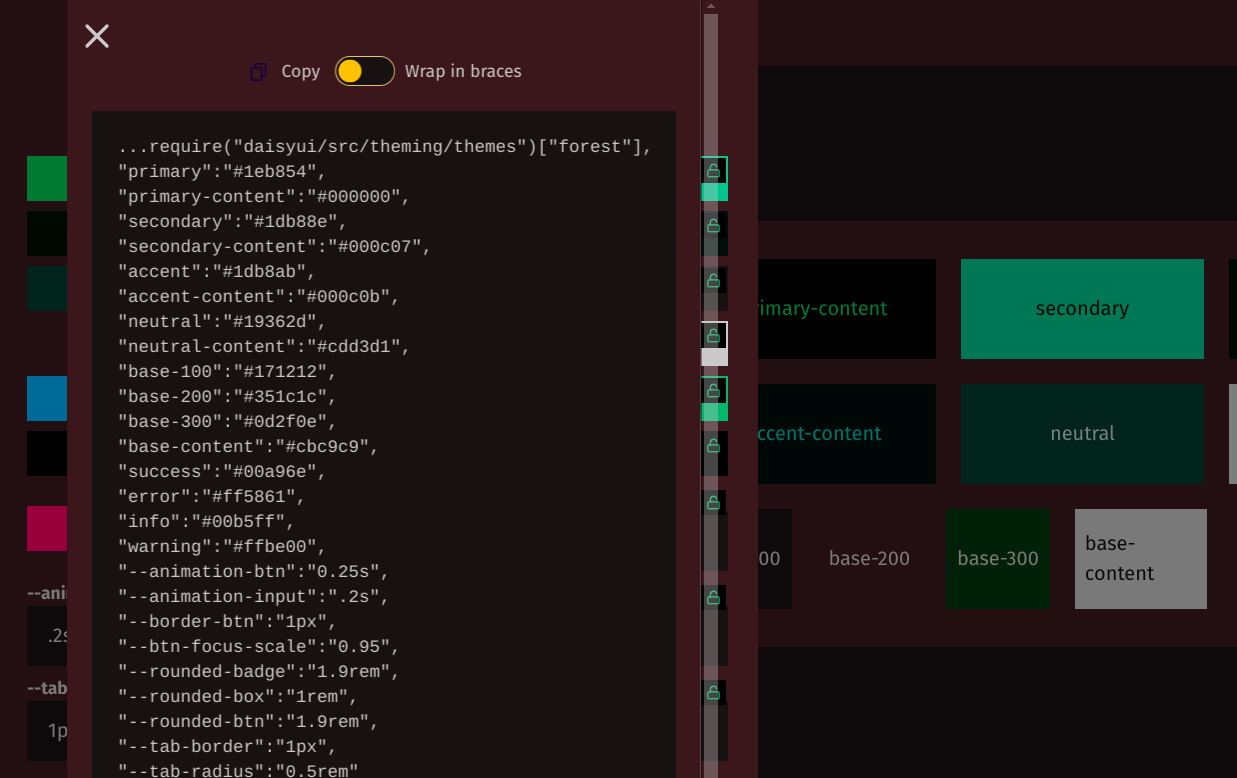 Copy Wrap in braces
...require("daisyui/src/theming/themes")["forest"],
"primary":"#1eb854",
"primary-content":"#000000",
"secondary":"#1db88e",
"secondary-content":"#000c07",
"accent":"#1db8ab",
"accent-content":"#000c0b",
"neutral":"#19362d",
"neutral-content":"#cdd3d1",
"base-100":"#171212",
"base-200":"#351c1c",
"base-300":"#0d2f0e",
"base-content":"#cbc9c9",
"success":"#00a96e",
"error":"#ff5861",
"info":"#00b5ff",
"warning":"#ffbe00",
"--animation-btn":"0.25s",
"--animation-input":".2s",
"--border-btn":"1px",
"--btn-focus-scale":"0.95",
"--rounded-badge":"1.9rem",
"--rounded-box":"1rem",
"--rounded-btn":"1.9rem",
"--tab-border":"1px",
"--tab-radius":"0.5rem"
--ani
.2s
--tab
1p
imary-content
secondary
ccent-content
neutral
00
base-200
base-300
base-
content